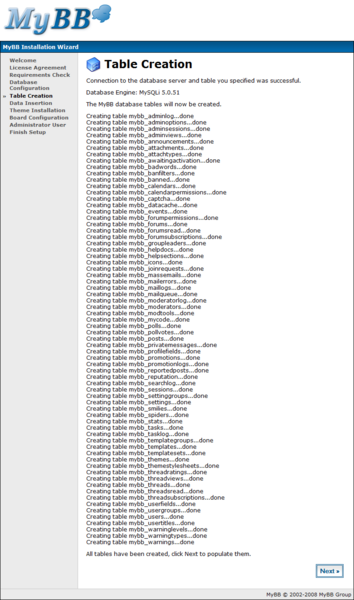 MyBB
MyBB Installation Wizard
Welcome
License Agreement
Requirements Check
Database
Configuration
» Table Creation
Data Insertion
Theme Installation
Board Configuration
Administrator User
Finish Setup
Table Creation
Connection to the database server and table you specified was successful.
Database Engine: MySQLi 5.0.51
The MyBB database tables will now be created.
Creating table mybb_adminlog...done
Creating table mybb_adminoptions...done
Creating table mybb_adminsessions...done
Creating table mybb_adminviews...done
Creating table mybb_announcements...done
Creating table mybb_attachments...done
Creating table mybb_attachtypes...done
Creating table mybb_awaitingactivation...done
Creating table mybb_badwords...done
Creating table mybb_banfilters...done
Creating table mybb_banned...done
Creating table mybb_calendars...done
Creating table mybb_calendarpermissions...done
Creating table mybb_captcha...done
Creating table mybb_datacache...done
Creating table mybb_events...done
Creating table mybb_forumpermissions...done
Creating table mybb_forums...done
Creating table mybb_forumsread...done
Creating table mybb_forumsubscriptions...done
Creating table mybb_groupleaders...done
Creating table mybb_helpdocs...done
Creating table mybb_helpsections...done
Creating table mybb_icons...done
Creating table mybb_joinrequests...done
Creating table mybb_massemails...done
Creating table mybb_mailerrors...done
Creating table mybb_maillogs...done
Creating table mybb_mailqueue...done
Creating table mybb_moderatorlog...done
Creating table mybb_moderators...done
Creating table mybb_modtools...done
Creating table mybb_mycode...done
Creating table mybb_polls...done
Creating table mybb_pollvotes...done
Creating table mybb_posts...done
Creating table mybb_privatemessages...done
Creating table mybb_profilefields...done
Creating table mybb_promotions...done
Creating table mybb_promotionlogs...done
Creating table mybb_reportedposts...done
Creating table mybb_reputation...done
Creating table mybb_searchlog...done
Creating table mybb_sessions...done
Creating table mybb_settinggroups...done
Creating table mybb_settings...done
Creating table mybb_smilies...done
Creating table mybb_spiders...done
Creating table mybb_stats...done
Creating table mybb_tasks...done
Creating table mybb_tasklog...done
Creating table mybb_templategroups...done
Creating table mybb_templates...done
Creating table mybb_templatesets...done
Creating table mybb_themes...done
Creating table mybb_themestylesheets...done
Creating table mybb_threadratings...done
Creating table mybb_threadviews...done
Creating table mybb_threads...done
Creating table mybb_threadsread...done
Creating table mybb_threadsubscriptions...done
Creating table mybb_userfields...done
Creating table mybb_usergroups...done
Creating table mybb_users...done
Creating table mybb_usertitles...done
Creating table mybb_warninglevels...done
Creating table mybb_warningtypes...done
Creating table mybb_warnings...done
All tables have been created, click Next to populate them.
Next »
MyBB © 2002-2008 MyBB Group